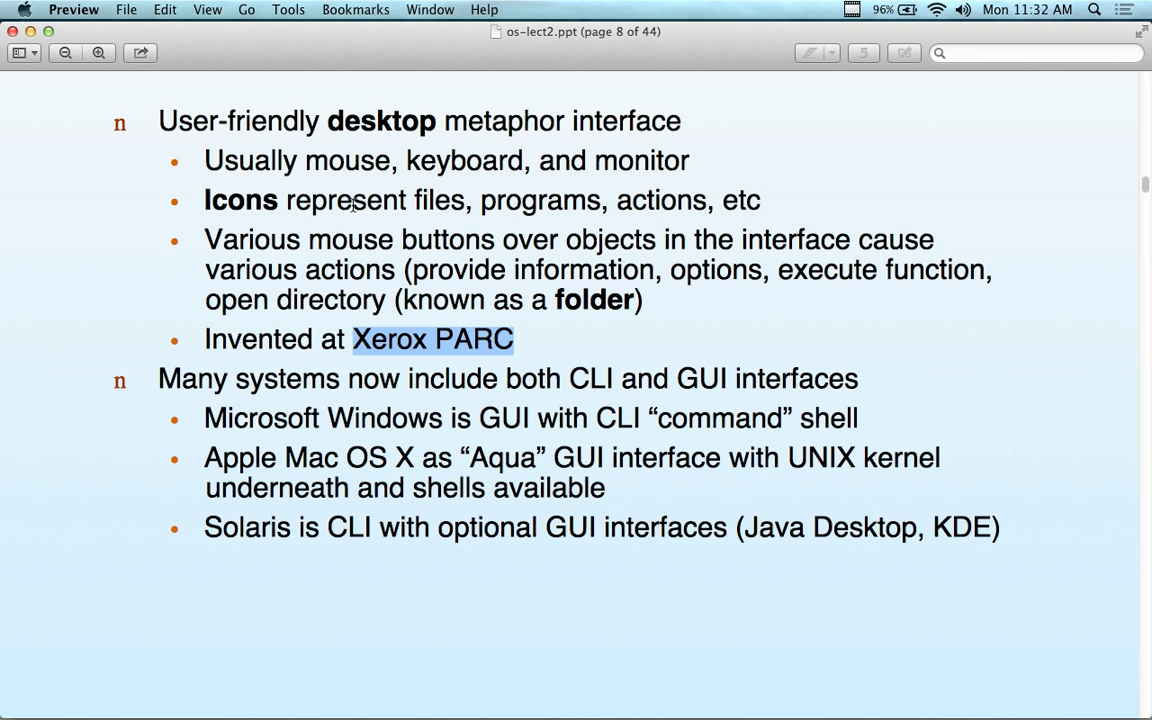 Preview File Edit View Go Tools Bookmarks Window Help 96% Mon 11:32 AM
os-lect2.ppt (page 8 of 44)
5
n User-friendly desktop metaphor interface
• Usually mouse, keyboard, and monitor
• Icons represent files, programs, actions, etc
• Various mouse buttons over objects in the interface cause
various actions (provide information, options, execute function,
open directory (known as a folder)
• Invented at Xerox PARC
n Many systems now include both CLI and GUI interfaces
• Microsoft Windows is GUI with CLI “command” shell
• Apple Mac OS X as “Aqua” GUI interface with UNIX kernel
underneath and shells available
• Solaris is CLI with optional GUI interfaces (Java Desktop, KDE)